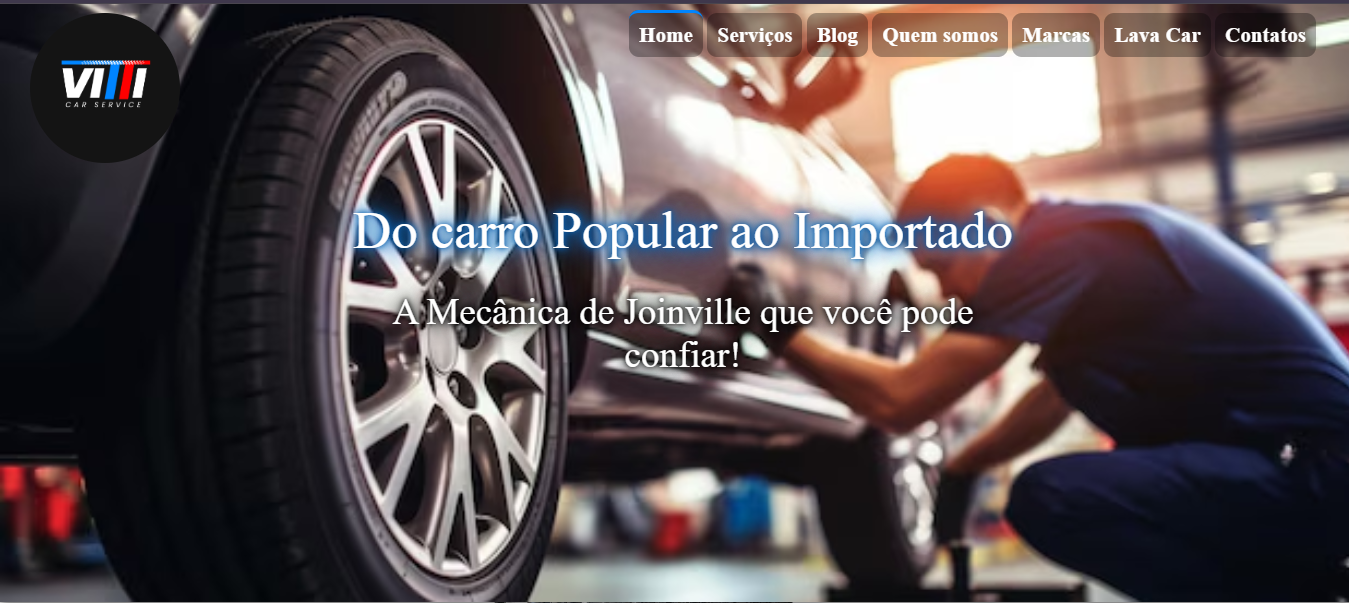 VITTI
CAR SERVICE
Home Serviços Blog Quem somos Marcas Lava Car Contatos
Do carro Popular ao Importado
A Mecânica de Joinville que você pode
confiar!